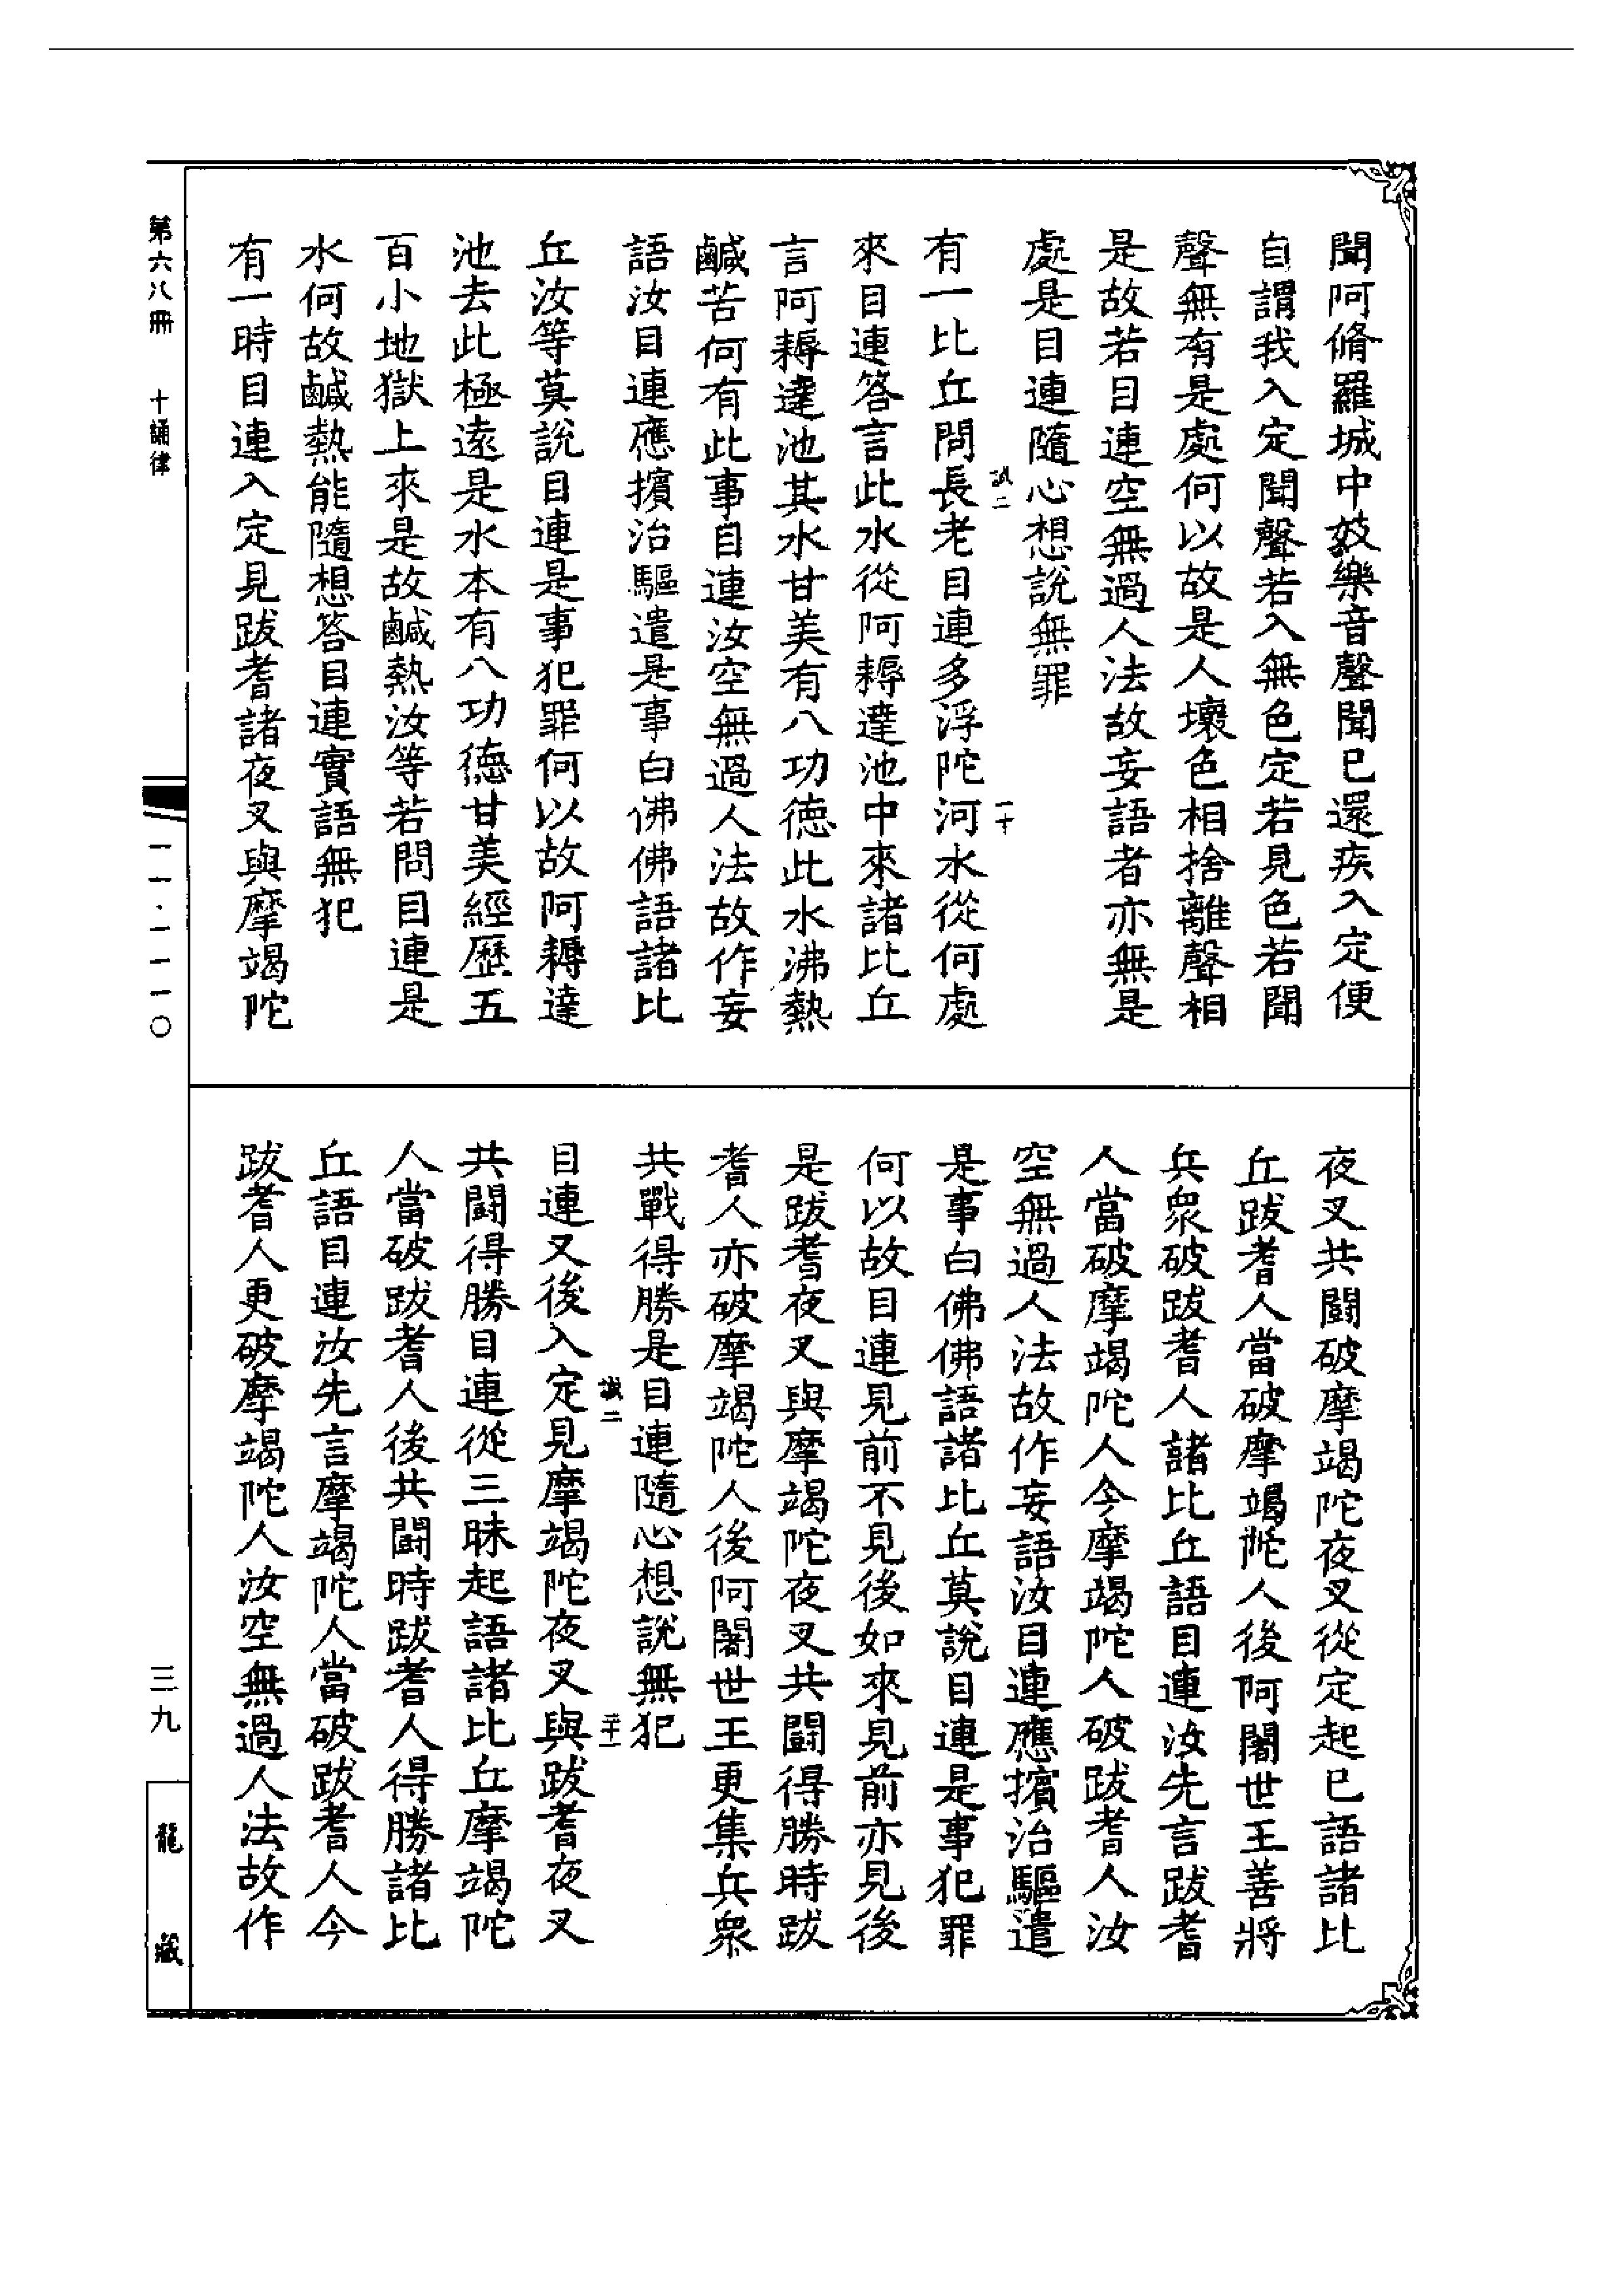 聞阿脩羅城中妓樂音聲聞已還疾入定便
自謂我入定聞聲若入無色定若見色若聞
聲無有是處何以故是人壞色相捨離聲相
是故若目連空無過人法故妄語者亦無是
處是目連隨心想說無罪
誠二
二十
有一比丘問長老目連多浮陀河水從何處
來目連答言此水從阿耨達池中來諸比丘
言阿耨達池其水甘美有八功德此水沸熱
鹹苦何有此事目連汝空無過人法故作妄
語汝目連應擯治驅遣是事白佛佛語諸比
丘汝等莫說目連是事犯罪何以故阿耨達
池去此極遠是水本有八功德甘美經歷五
百小地獄上來是故鹹熱汝等若問目連是
水何故鹹熱能隨想答目連實語無犯
有一時目連入定見跋耆諸夜叉與摩竭陀
夜叉共鬪破摩竭陀夜叉從定起已語諸比
丘跋耆人當破摩竭陀人後阿闍世王善將
兵衆破跋耆人諸比丘語目連汝先言跋耆
人當破摩竭陀人今摩竭陀人破跋耆人汝
空無過人法故作妄語汝目連應擯治驅遣
是事白佛佛語諸比丘莫說目連是事犯罪
何以故目連見前不見後如來見前亦見後
是跋耆夜叉與摩竭陀夜叉共鬪得勝時跋
耆人亦破摩竭陀人後阿闍世王更集兵衆
共戰得勝是目連隨心想說無犯
誠二
二十一
目連又後入定見摩竭陀夜叉與跋耆夜叉
共鬪得勝目連從三昧起語諸比丘摩竭陀
人當破跋耆人後共鬪時跋耆人得勝諸比
丘語目連汝先言摩竭陀人當破跋耆人今
跋耆人更破摩竭陀人汝空無過人法故作
第六八冊 十誦律
一一·一一一〇
三九
龍藏